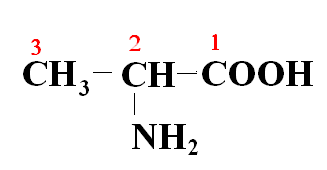 3 2 1
CH3 – CH – COOH
NH2